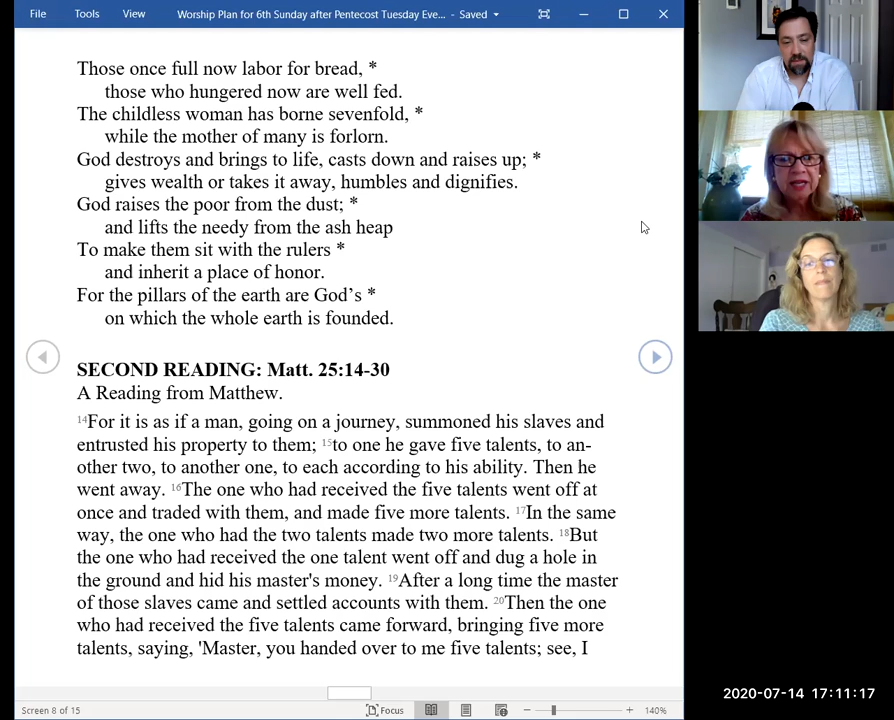 File Tools View Worship Plan for 6th Sunday after Pentecost Tuesday Eve... - Saved
Those once full now labor for bread, *
those who hungered now are well fed.
The childless woman has borne sevenfold, *
while the mother of many is forlorn.
God destroys and brings to life, casts down and raises up; *
gives wealth or takes it away, humbles and dignifies.
God raises the poor from the dust; *
and lifts the needy from the ash heap
To make them sit with the rulers *
and inherit a place of honor.
For the pillars of the earth are God's *
on which the whole earth is founded.
SECOND READING: Matt. 25:14-30
A Reading from Matthew.
14For it is as if a man, going on a journey, summoned his slaves and
entrusted his property to them; 15to one he gave five talents, to an-
other two, to another one, to each according to his ability. Then he
went away. 16The one who had received the five talents went off at
once and traded with them, and made five more talents. 17In the same
way, the one who had the two talents made two more talents. 18But
the one who had received the one talent went off and dug a hole in
the ground and hid his master's money. 19After a long time the master
of those slaves came and settled accounts with them. 20Then the one
who had received the five talents came forward, bringing five more
talents, saying, 'Master, you handed over to me five talents; see, I
2020-07-14 17:11:17
Screen 8 of 15 Focus 140%